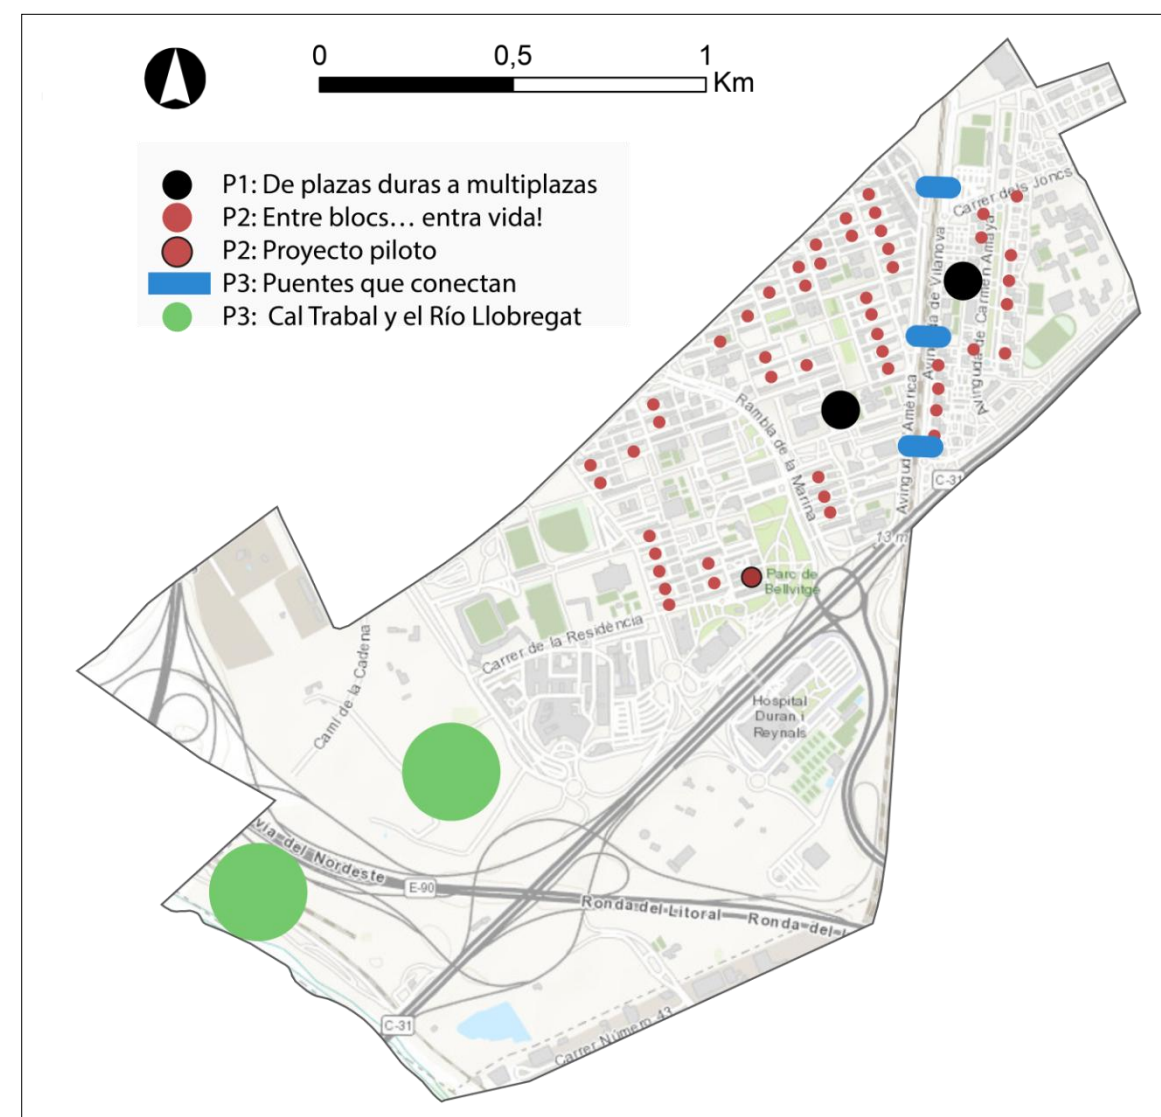 0 0,5 1
Km
P1: De plazas duras a multiplazas
P2: Entre blocs... entra vida!
P2: Proyecto piloto
P3: Puentes que conectan
P3: Cal Trabal y el Río Llobregat
Carrer dels Joncs
de Vilanova
Avinguda de Carmen Amaya
Avinguda d'Amèrica
Rambla de la Marina
C-31
13 m
Parc de
Bellvitge
Carrer de la Residència
Camí de la Cadena
Hospital
Duran i
Reynals
via del Nordeste
E-90
Ronda del Litoral
Ronda del
C-31
Carrer Número 43